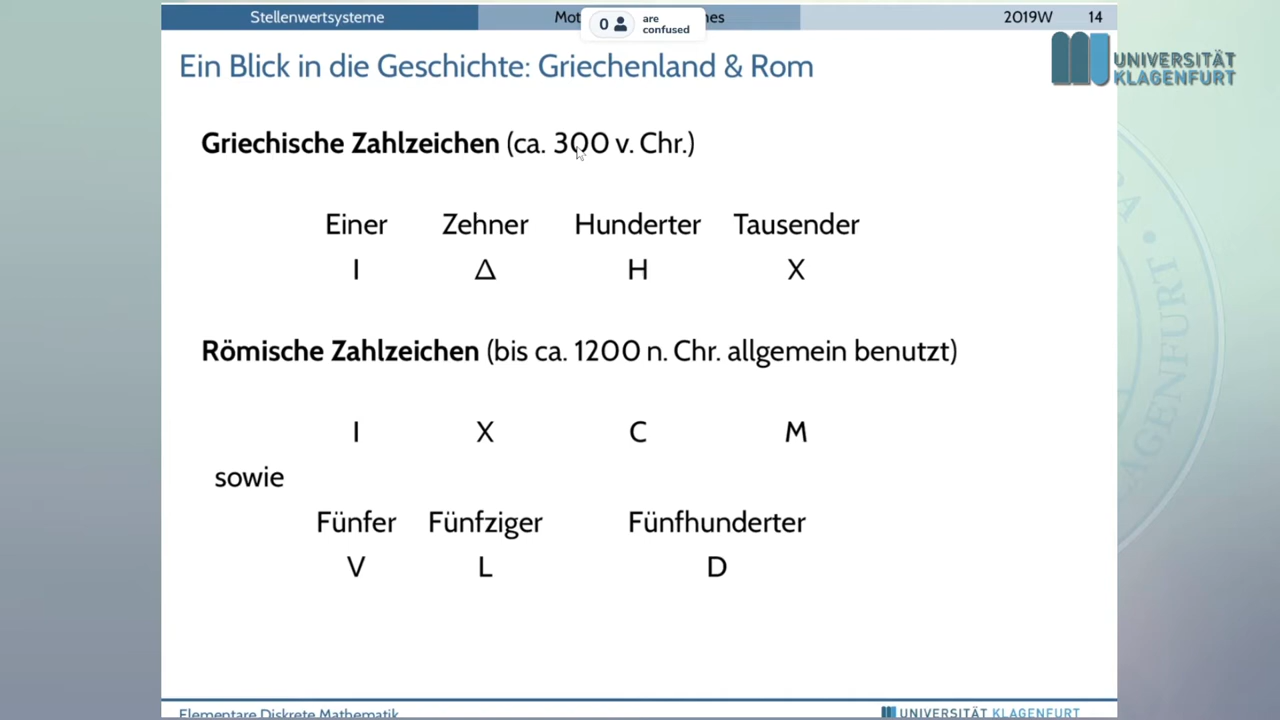 Stellenwertsysteme
2019W 14
0 are
confused
Ein Blick in die Geschichte: Griechenland & Rom
UNIVERSITÄT
KLAGENFURT
Griechische Zahlzeichen (ca. 300 v. Chr.)
Einer Zehner Hunderter Tausender
I Δ H X
Römische Zahlzeichen (bis ca. 1200 n. Chr. allgemein benutzt)
I X C M
sowie
Fünfer Fünfziger Fünfhunderter
V L D
Elementare Diskrete Mathematik
UNIVERSITÄT KLAGENFURT